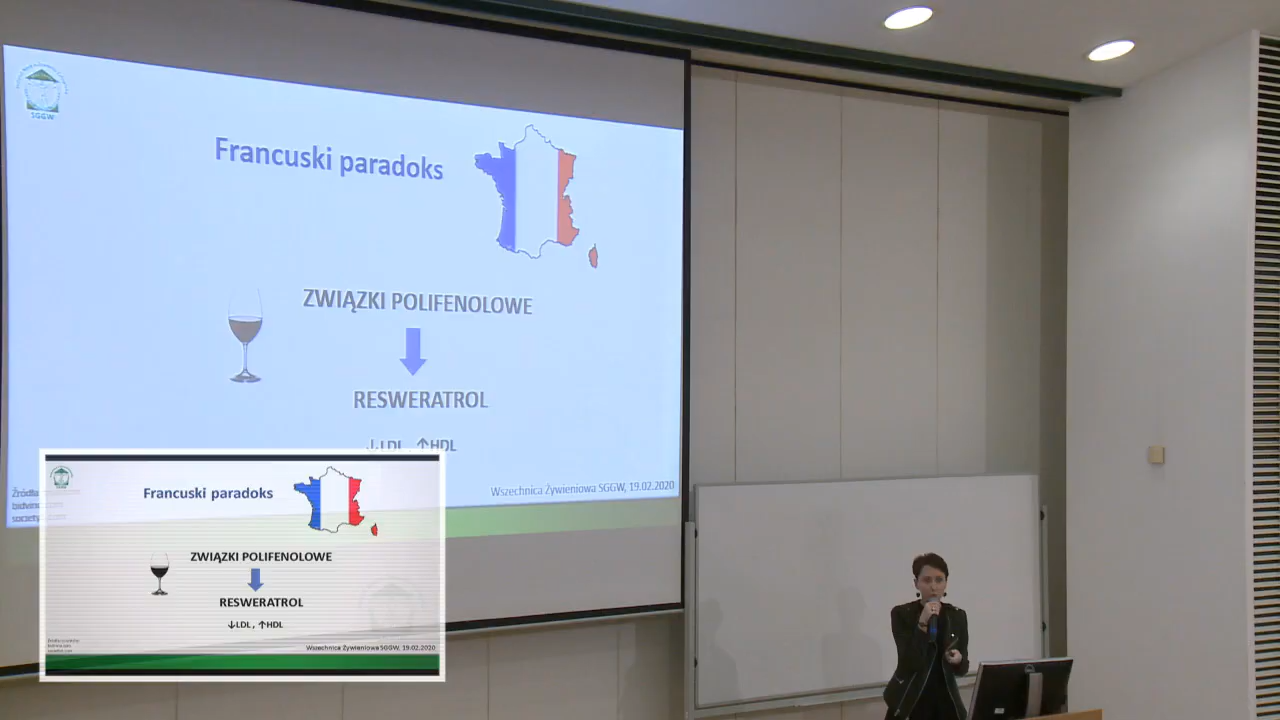 SGGW
Francuski paradoks
ZWIĄZKI POLIFENOLOWE
RESWERATROL
↓LDL ↑HDL
Wszechnica Żywieniowa SGGW, 19.02.2020
Francuski paradoks
ZWIĄZKI POLIFENOLOWE
RESWERATROL
↓LDL , ↑HDL
Wszechnica Żywieniowa SGGW, 19.02.2020